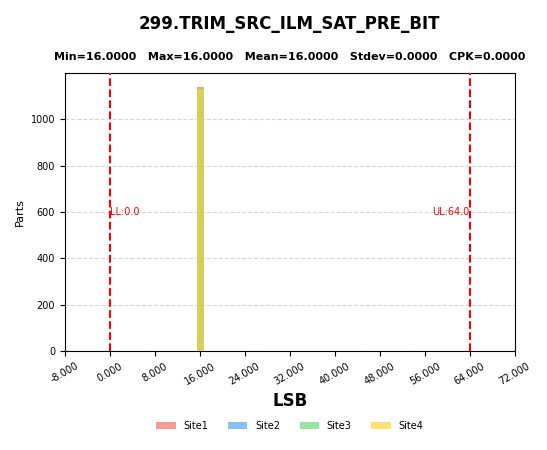 299.TRIM_SRC_ILM_SAT_PRE_BIT
Min=16.0000 Max=16.0000 Mean=16.0000 Stdev=0.0000 CPK=0.0000
Parts
1000
800
600
400
200
0
LL:0.0
UL:64.0
-8.000 0.000 8.000 16.000 24.000 32.000 40.000 48.000 56.000 64.000 72.000
LSB
Site1 Site2 Site3 Site4